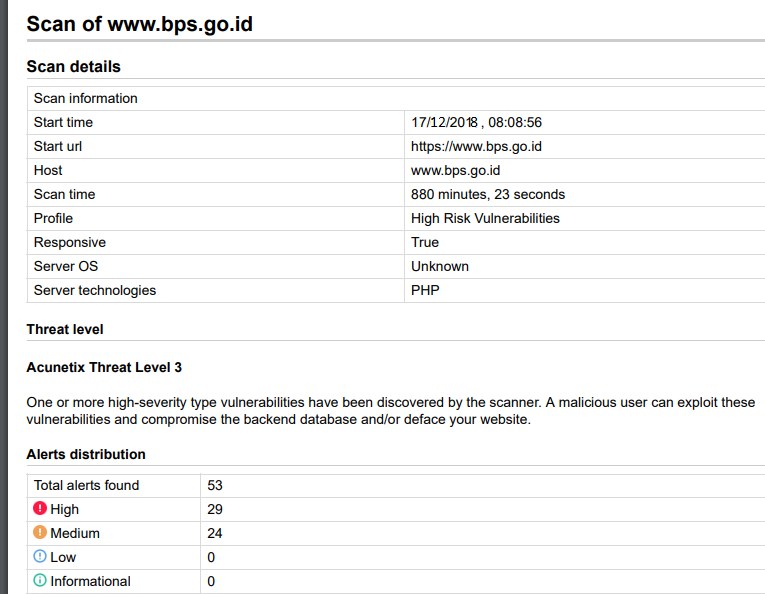 Scan of www.bps.go.id
Scan details
Scan information
Start time 17/12/2018 , 08:08:56
Start url https://www.bps.go.id
Host www.bps.go.id
Scan time 880 minutes, 23 seconds
Profile High Risk Vulnerabilities
Responsive True
Server OS Unknown
Server technologies PHP
Threat level
Acunetix Threat Level 3
One or more high-severity type vulnerabilities have been discovered by the scanner. A malicious user can exploit these
vulnerabilities and compromise the backend database and/or deface your website.
Alerts distribution
Total alerts found 53
High 29
Medium 24
Low 0
Informational 0